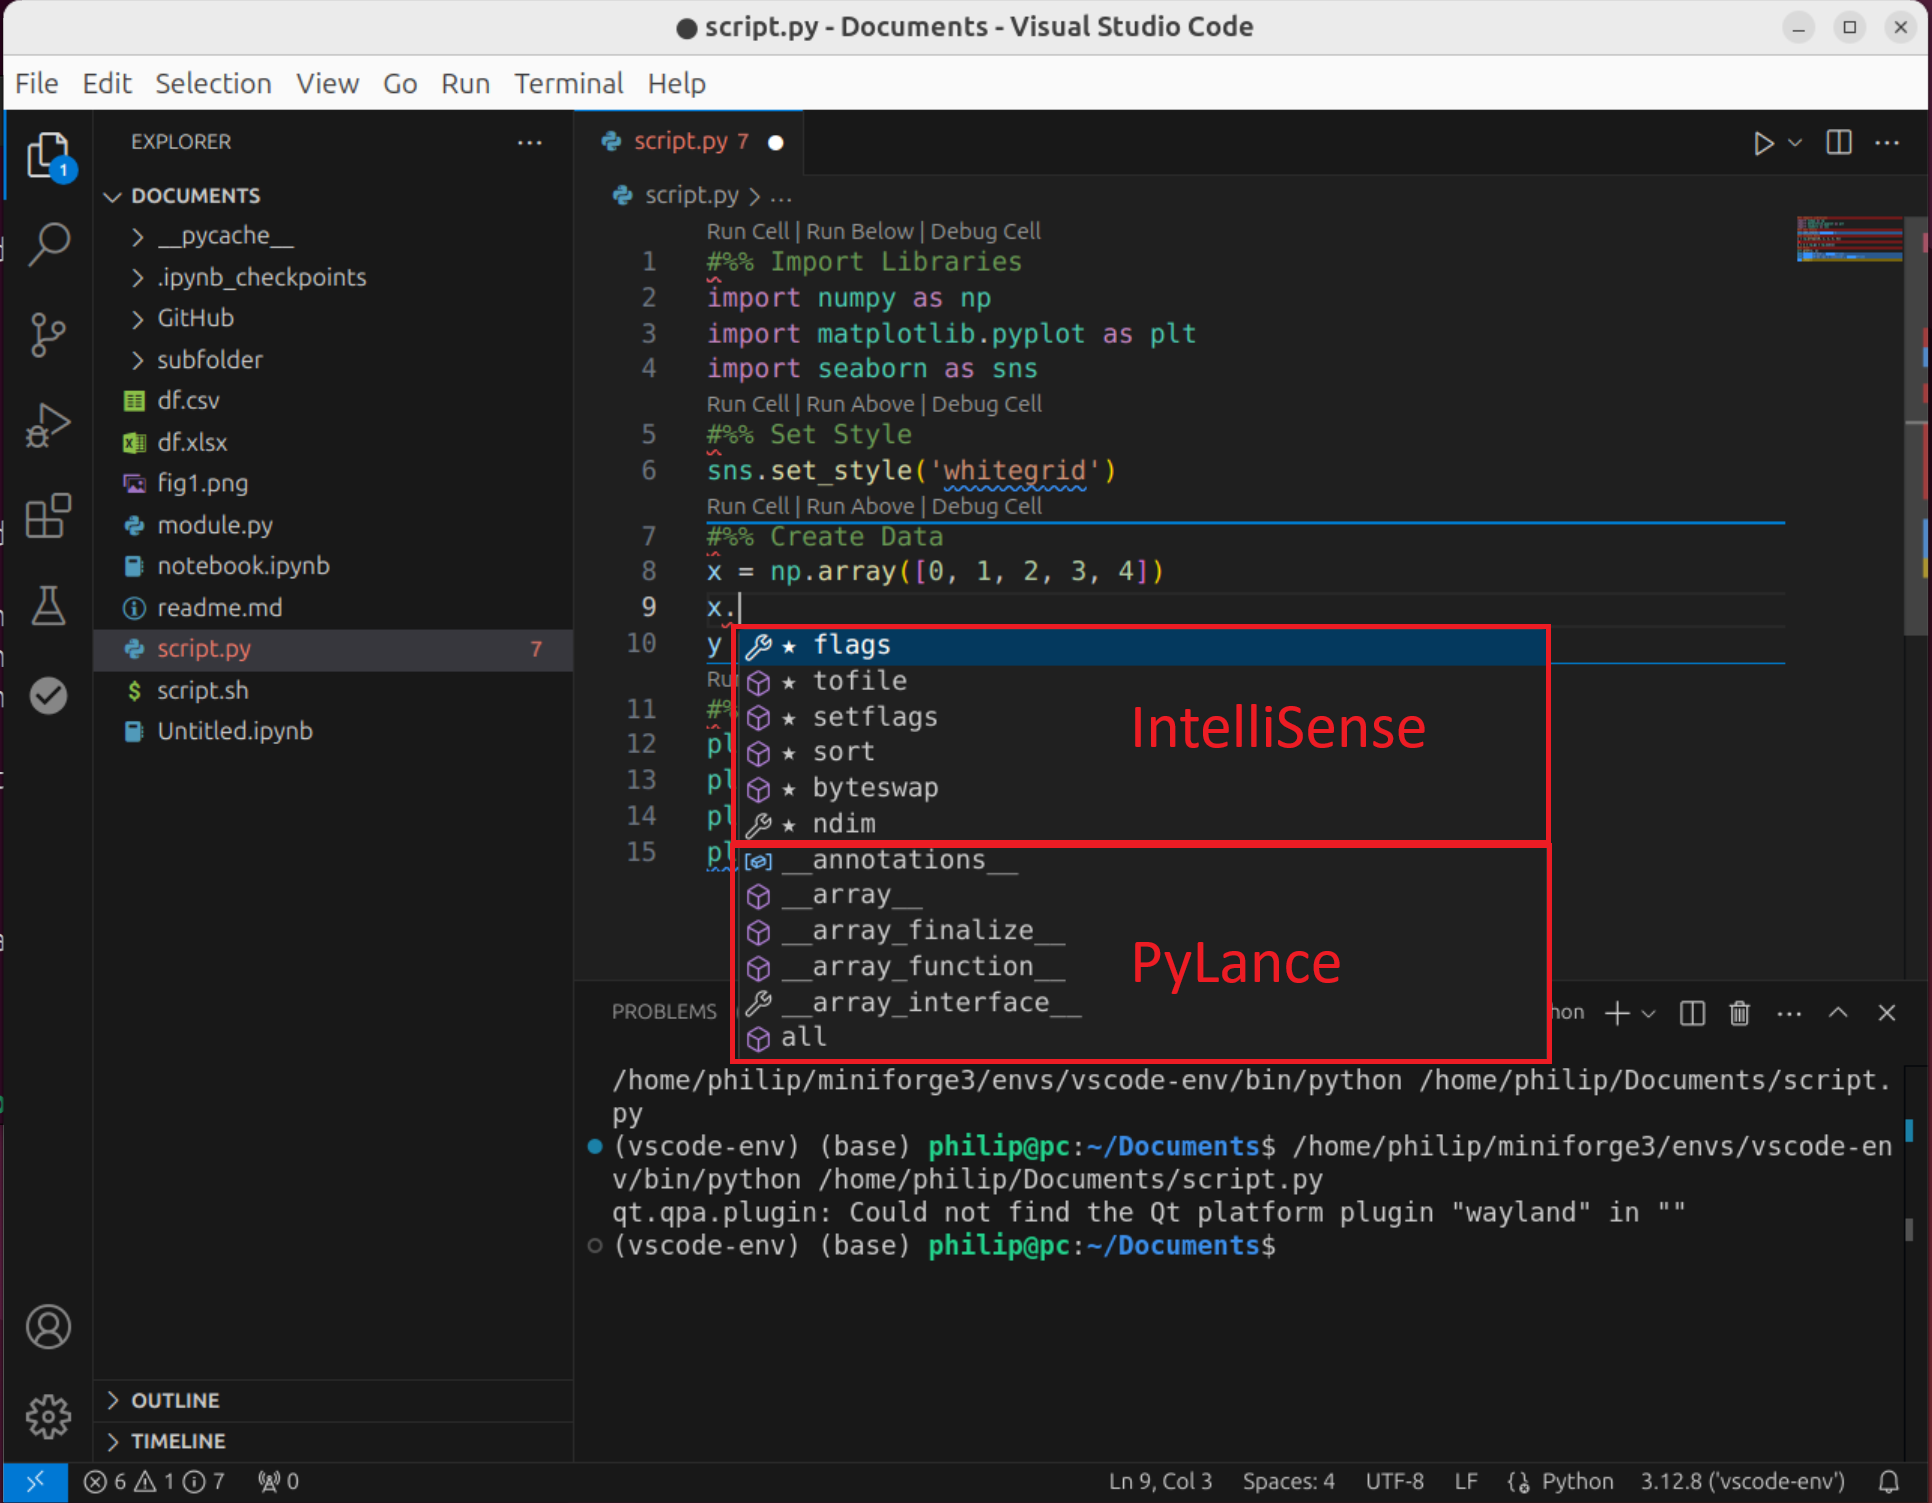 script.py - Documents - Visual Studio Code
File Edit Selection View Go Run Terminal Help
1
EXPLORER
DOCUMENTS
__pycache__
.ipynb_checkpoints
GitHub
subfolder
df.csv
df.xlsx
fig1.png
module.py
notebook.ipynb
readme.md
script.py 7
script.sh
Untitled.ipynb
OUTLINE
TIMELINE
script.py 7
script.py > ...
Run Cell | Run Below | Debug Cell
1 #%% Import Libraries
2 import numpy as np
3 import matplotlib.pyplot as plt
4 import seaborn as sns
Run Cell | Run Above | Debug Cell
5 #%% Set Style
6 sns.set_style('whitegrid')
Run Cell | Run Above | Debug Cell
7 #%% Create Data
8 x = np.array([0, 1, 2, 3, 4])
9 x.
10 y
11 #%
12 pl
13 pl
14 pl
15 pl
★ flags
★ tofile
★ setflags
★ sort
★ byteswap
★ ndim
IntelliSense
__annotations__
__array__
__array_finalize__
__array_function__
__array_interface__
all
PyLance
PROBLEMS
/home/philip/miniforge3/envs/vscode-env/bin/python /home/philip/Documents/script.
py
(vscode-env) (base) philip@pc:~/Documents$ /home/philip/miniforge3/envs/vscode-en
v/bin/python /home/philip/Documents/script.py
qt.qpa.plugin: Could not find the Qt platform plugin "wayland" in ""
(vscode-env) (base) philip@pc:~/Documents$
6 1 7 0 Ln 9, Col 3 Spaces: 4 UTF-8 LF Python 3.12.8 ('vscode-env')